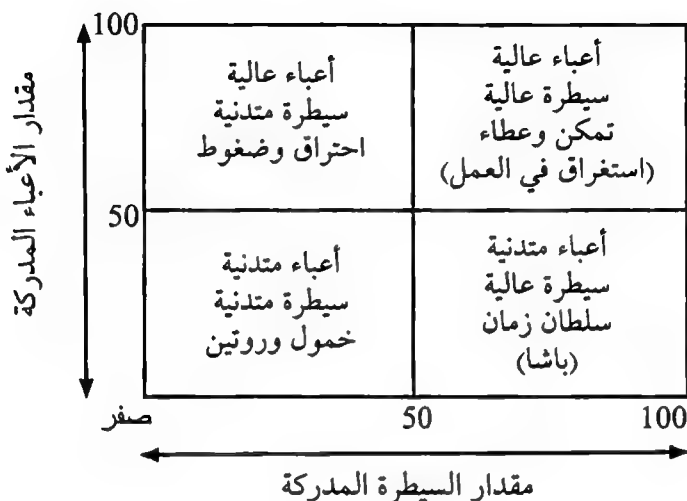 100
أعباء عالية
سيطرة عالية
تمكن وعطاء
(استغراق في العمل)
أعباء عالية
سيطرة متدنية
احتراق وضغوط
مقدار الأعباء المدركة
50
أعباء متدنية
سيطرة عالية
سلطان زمان
(باشا)
أعباء متدنية
سيطرة متدنية
خمول وروتين
صفر 50 100
مقدار السيطرة المدركة